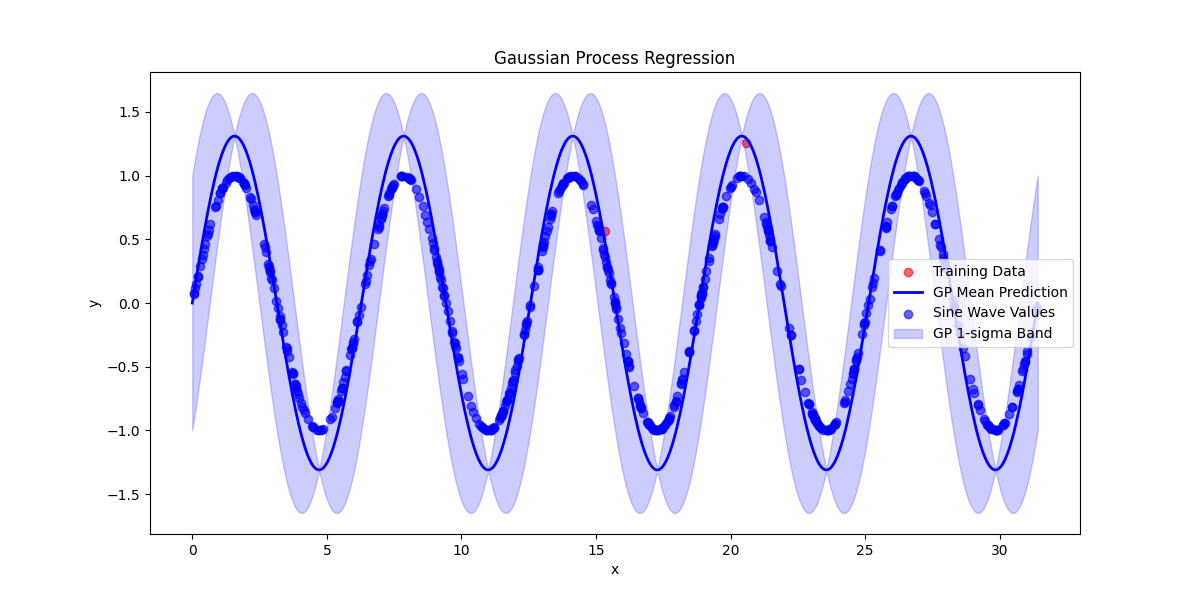 Gaussian Process Regression
1.5
1.0
0.5
0.0
−0.5
−1.0
−1.5
y
Training Data
GP Mean Prediction
Sine Wave Values
GP 1-sigma Band
0 5 10 15 20 25 30
x